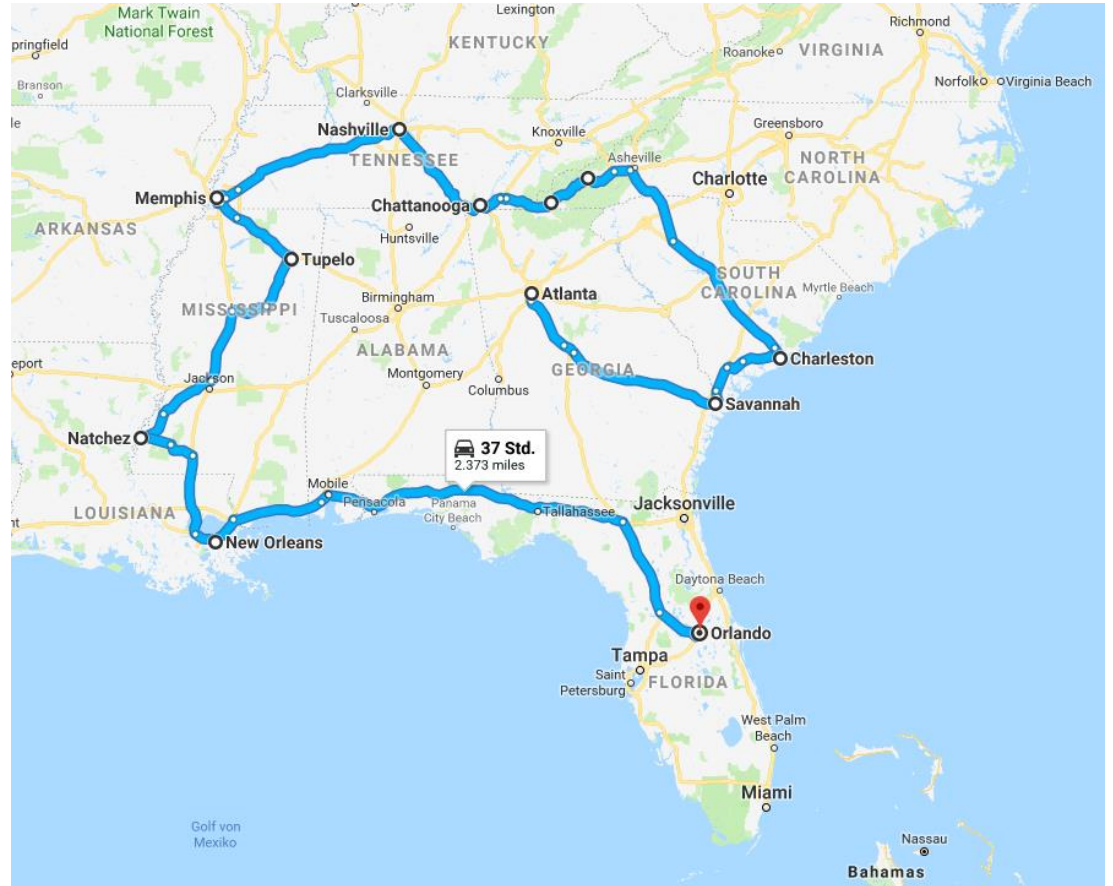 Mark Twain
National Forest
Lexington
pringfield
KENTUCKY
Richmond
Roanoke
VIRGINIA
Branson
Norfolk
Virginia Beach
Clarksville
le
Nashville
Knoxville
Greensboro
TENNESSEE
Asheville
NORTH
CAROLINA
Memphis
Chattanooga
Charlotte
ARKANSAS
Huntsville
Tupelo
SOUTH
CAROLINA
Myrtle Beach
Atlanta
MISSISSIPPI
Birmingham
Tuscaloosa
ALABAMA
GEORGIA
Charleston
eport
Jackson
Montgomery
Columbus
Savannah
Natchez
37 Std.
2.373 miles
Mobile
Pensacola
Panama
City Beach
Tallahassee
Jacksonville
LOUISIANA
nt
New Orleans
Daytona Beach
Orlando
Tampa
Saint
Petersburg
FLORIDA
West Palm
Beach
Miami
Golf von
Mexiko
Nassau
Bahamas